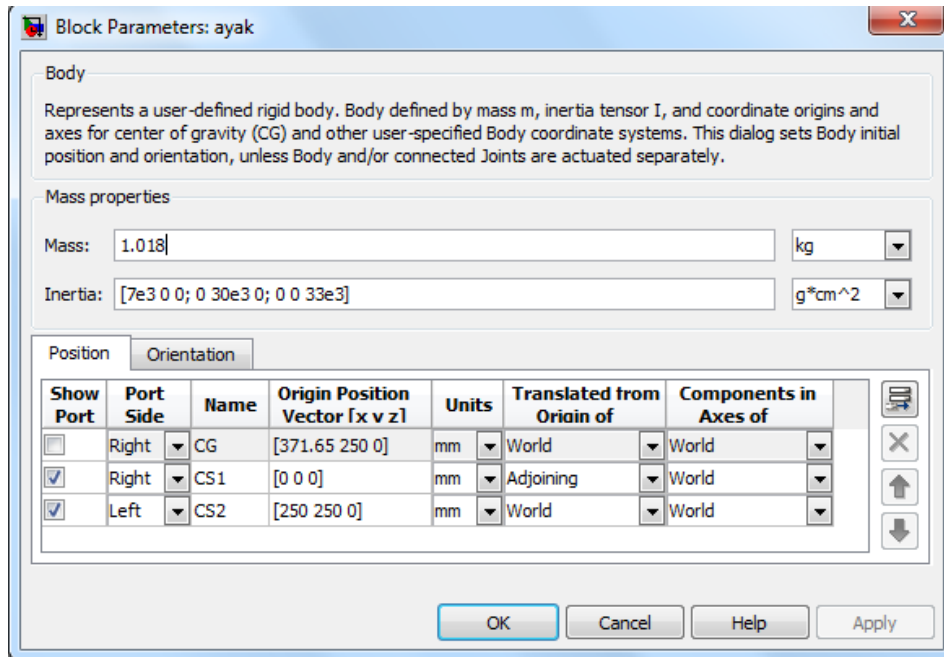 Block Parameters: ayak
Body
Represents a user-defined rigid body. Body defined by mass m, inertia tensor I, and coordinate origins and
axes for center of gravity (CG) and other user-specified Body coordinate systems. This dialog sets Body initial
position and orientation, unless Body and/or connected Joints are actuated separately.
Mass properties
Mass: 1.018 kg
Inertia: [7e3 0 0; 0 30e3 0; 0 0 33e3] g*cm^2
Position Orientation
Show Port Port Side Name Origin Position Vector [x y z] Units Translated from Origin of Components in Axes of
Right CG [371.65 250 0] mm World World
Right CS1 [0 0 0] mm Adjoining World
Left CS2 [250 250 0] mm World World
OK Cancel Help Apply